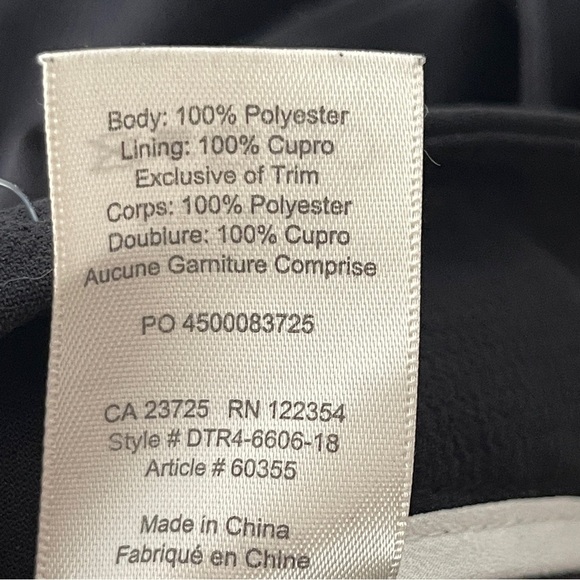 Body: 100% Polyester
Lining: 100% Cupro
Exclusive of Trim
Corps: 100% Polyester
Doublure: 100% Cupro
Aucune Garniture Comprise
PO 4500083725
CA 23725 RN 122354
Style # DTR4-6606-18
Article # 60355
Made in China
Fabriqué en Chine